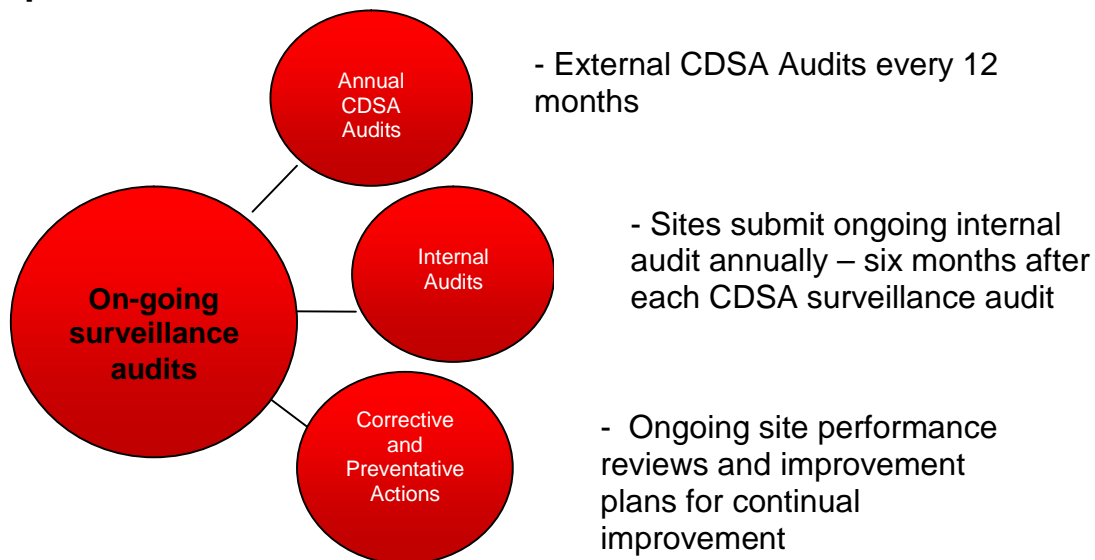 Annual
CDSA
Audits
- External CDSA Audits every 12
months
Internal
Audits
- Sites submit ongoing internal
audit annually – six months after
each CDSA surveillance audit
On-going
surveillance
audits
Corrective
and
Preventative
Actions
- Ongoing site performance
reviews and improvement
plans for continual
improvement